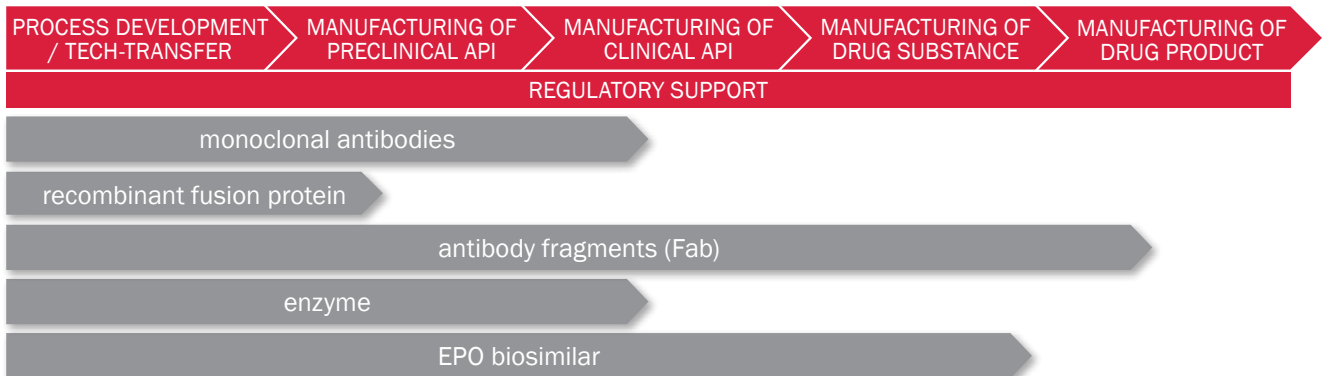 PROCESS DEVELOPMENT
/ TECH-TRANSFER
MANUFACTURING OF
PRECLINICAL API
MANUFACTURING OF
CLINICAL API
MANUFACTURING OF
DRUG SUBSTANCE
MANUFACTURING OF
DRUG PRODUCT
REGULATORY SUPPORT
monoclonal antibodies
recombinant fusion protein
antibody fragments (Fab)
enzyme
EPO biosimilar